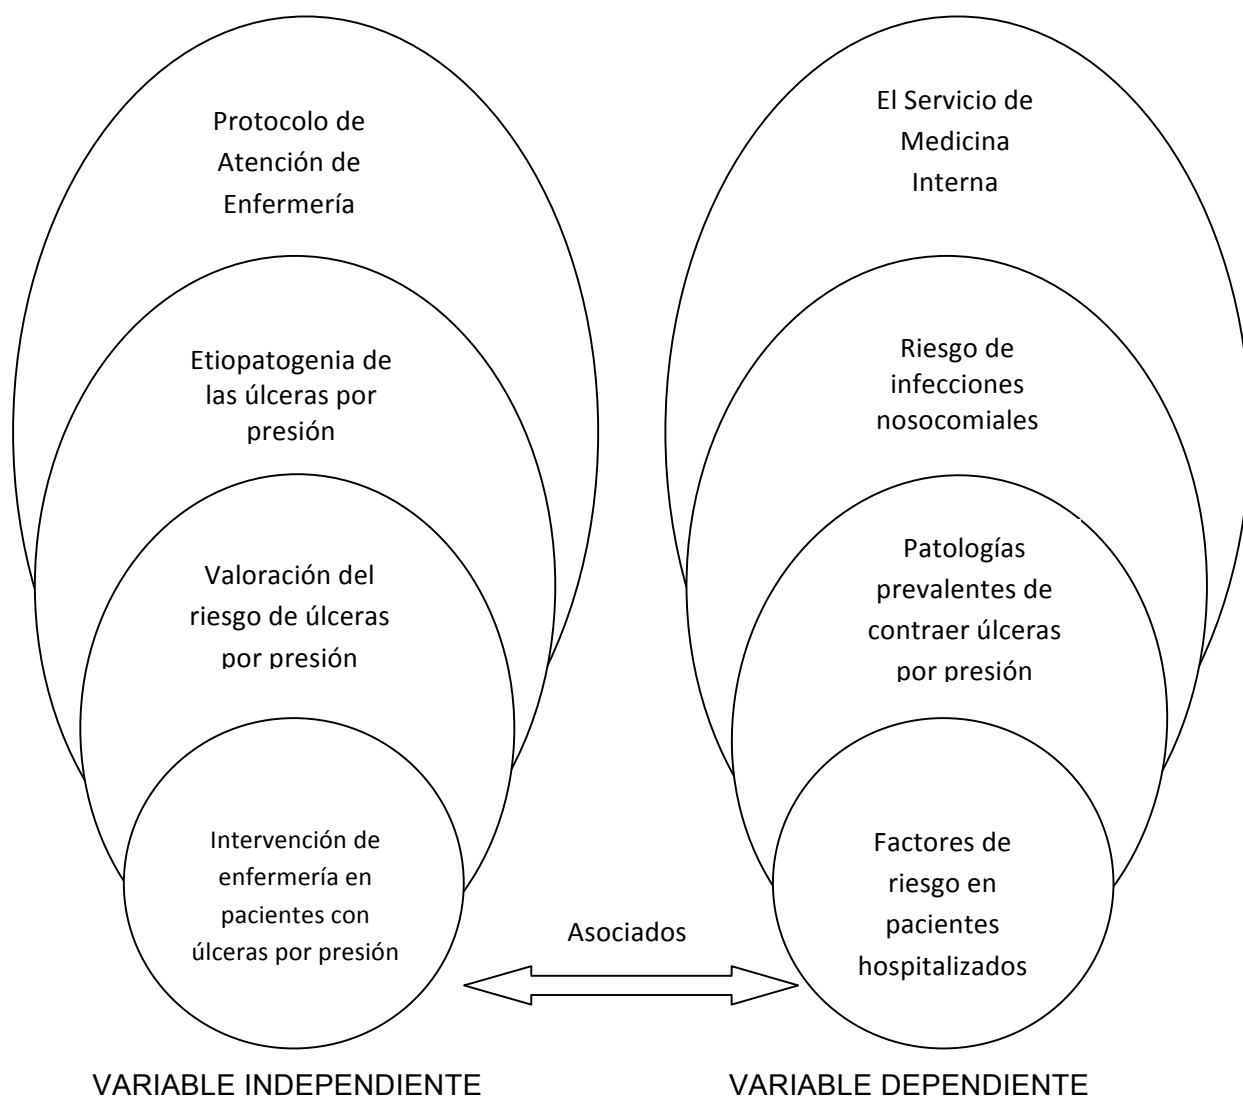 Protocolo de
Atención de
Enfermería
Etiopatogenia de
las úlceras por
presión
Valoración del
riesgo de úlceras
por presión
Intervención de
enfermería en
pacientes con
úlceras por presión
El Servicio de
Medicina
Interna
Riesgo de
infecciones
nosocomiales
Patologías
prevalentes de
contraer úlceras
por presión
Factores de
riesgo en
pacientes
hospitalizados
Asociados
VARIABLE INDEPENDIENTE
VARIABLE DEPENDIENTE